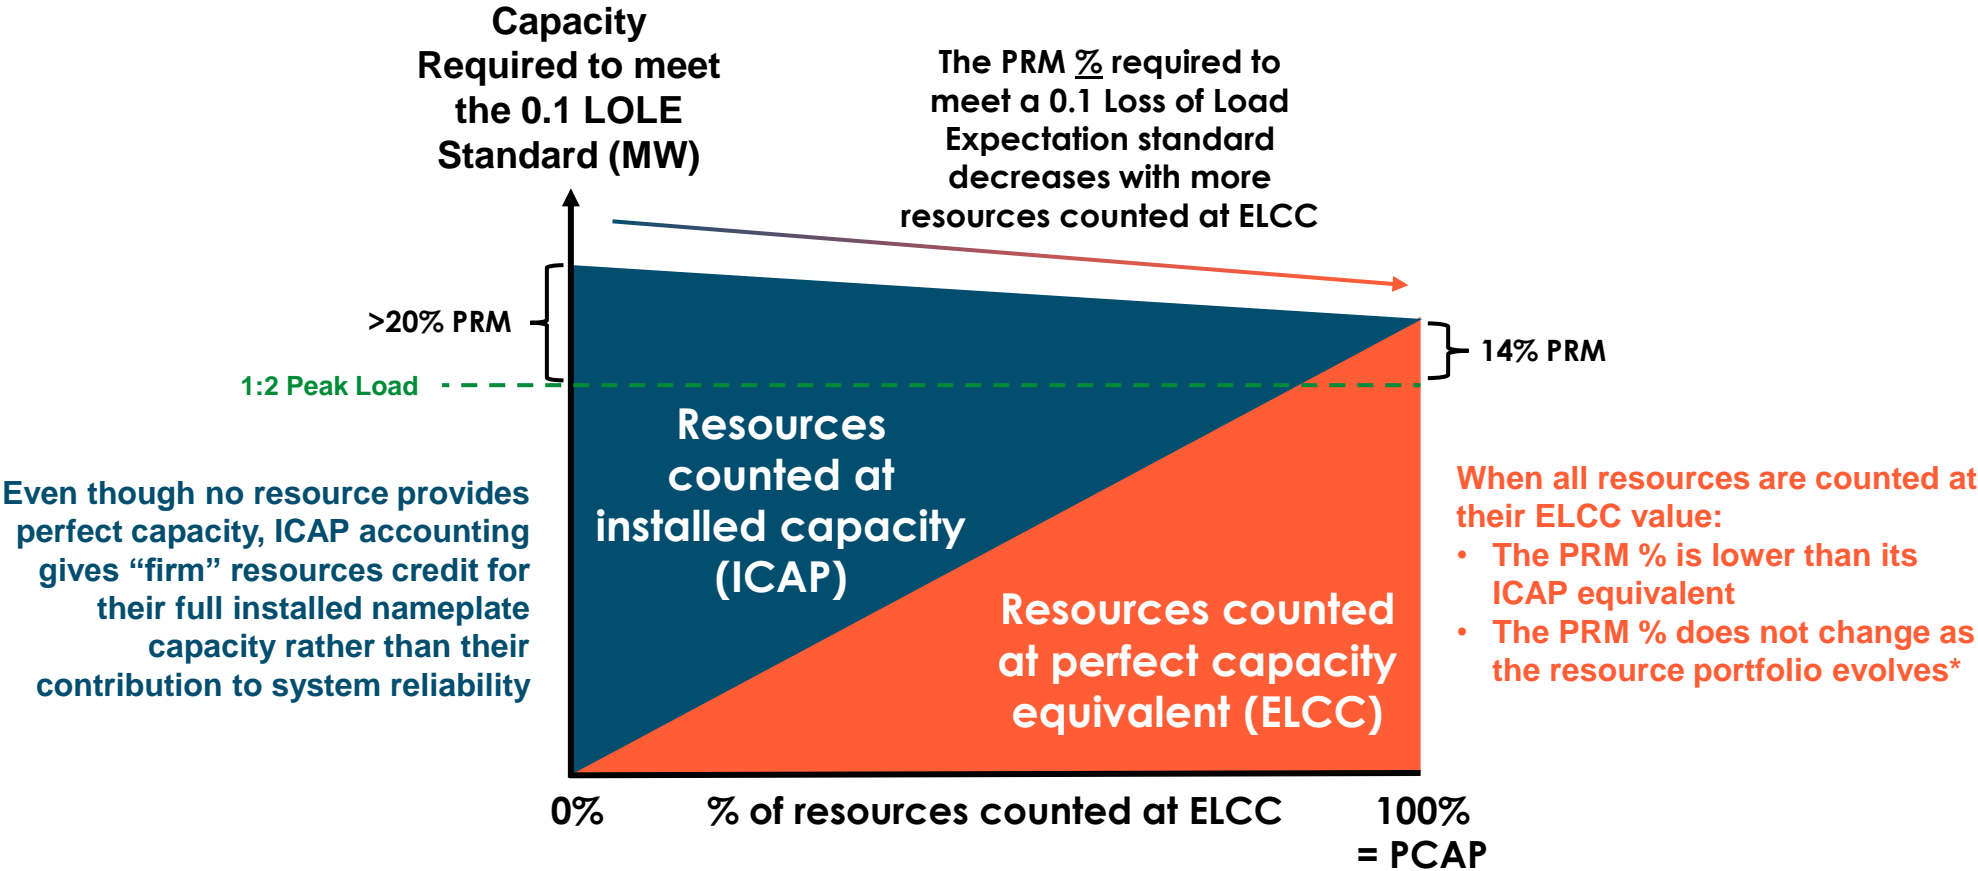 Capacity
Required to meet
the 0.1 LOLE
Standard (MW)
The PRM % required to
meet a 0.1 Loss of Load
Expectation standard
decreases with more
resources counted at ELCC
>20% PRM
14% PRM
1:2 Peak Load
Resources
counted at
installed capacity
(ICAP)
Even though no resource provides
perfect capacity, ICAP accounting
gives “firm” resources credit for
their full installed nameplate
capacity rather than their
contribution to system reliability
Resources counted
at perfect capacity
equivalent (ELCC)
When all resources are counted at
their ELCC value:
• The PRM % is lower than its
ICAP equivalent
• The PRM % does not change as
the resource portfolio evolves*
0%
% of resources counted at ELCC
100%
= PCAP